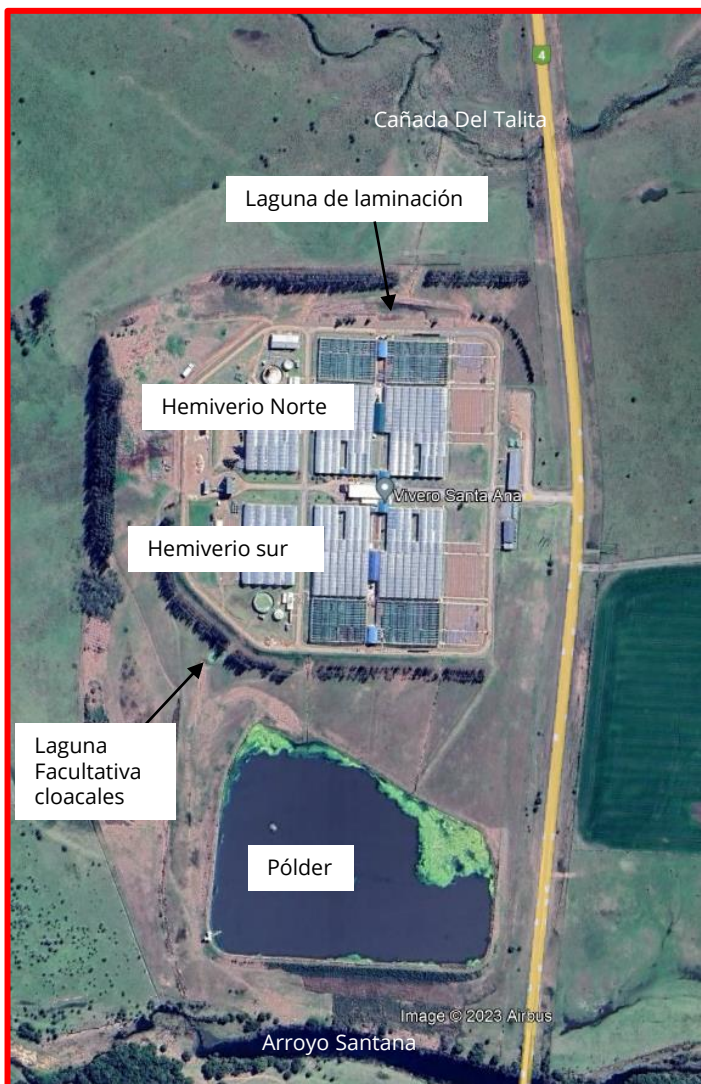 4
Cañada Del Talita
Laguna de laminación
Hemiverio Norte
Vivero Santa Ana
Hemiverio sur
Laguna
Facultativa
cloacales
Pólder
Image © 2023 Airbus
Arroyo Santana